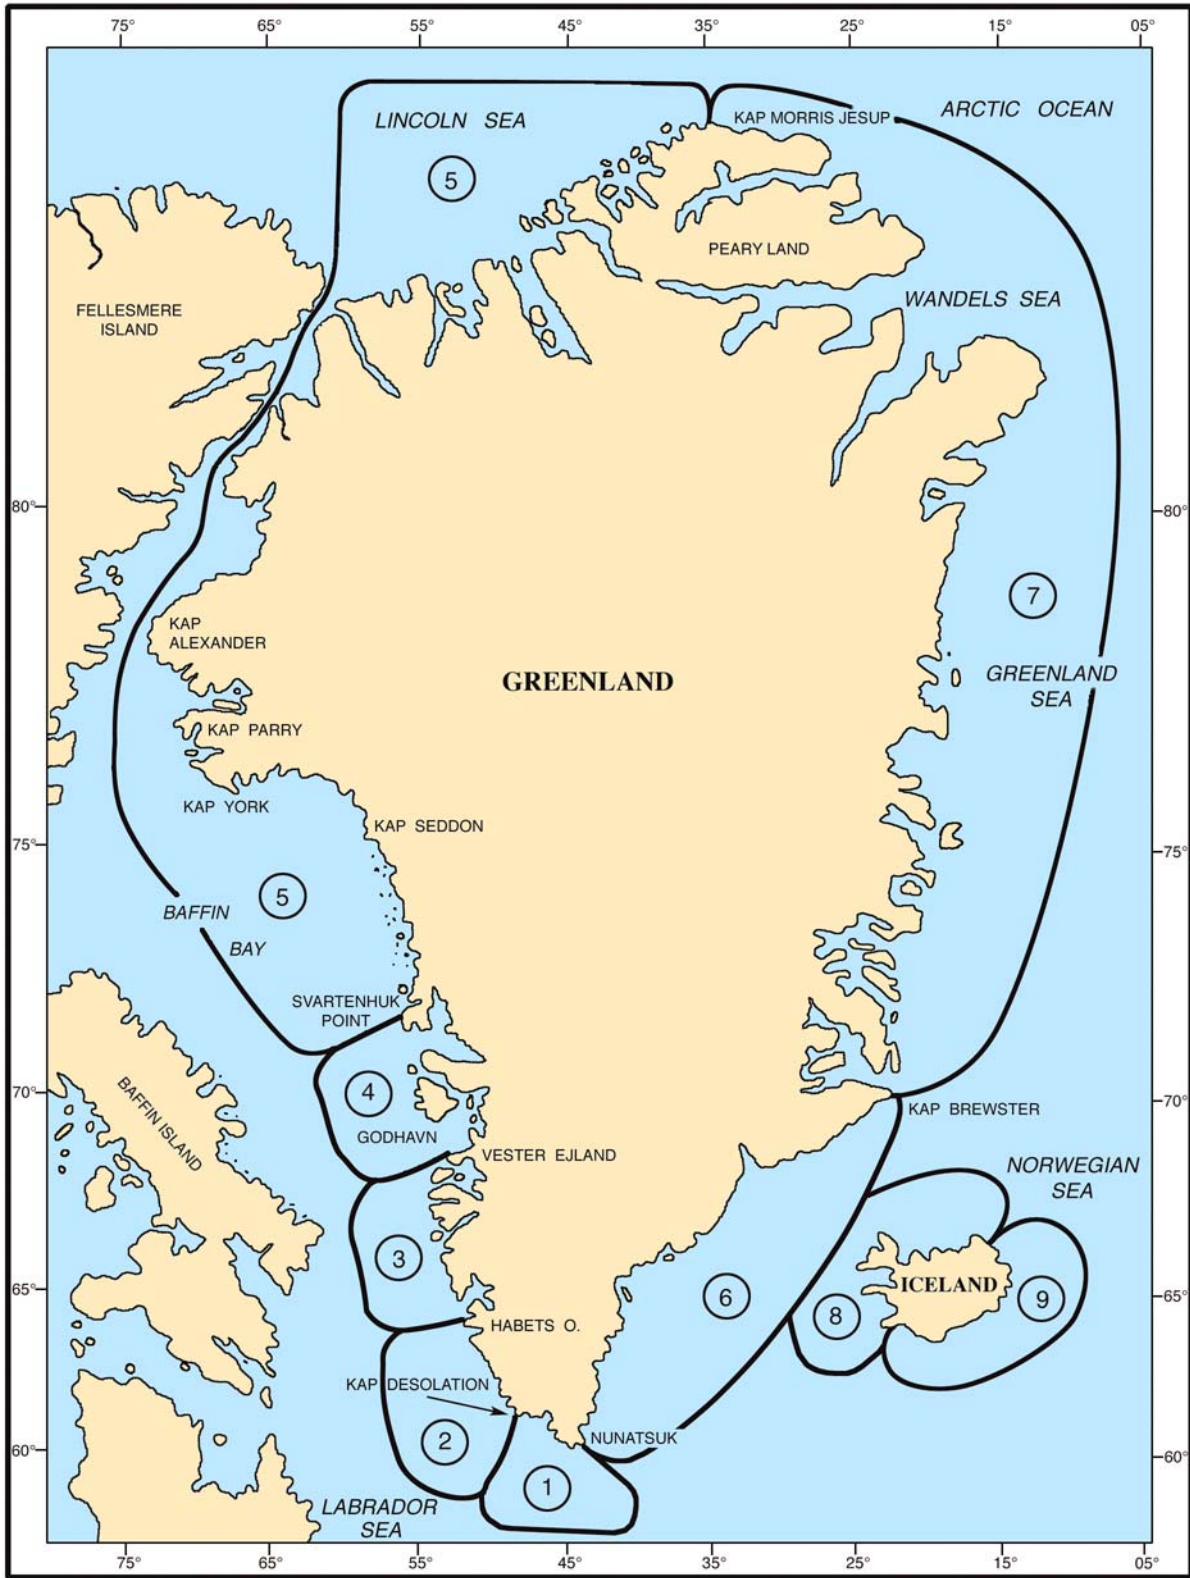 75° 65° 55° 45° 35° 25° 15° 05°
LINCOLN SEA
ARCTIC OCEAN
KAP MORRIS JESUP
5
PEARY LAND
WANDELS SEA
FELLESMERE
ISLAND
80°
80°
7
KAP
ALEXANDER
GREENLAND
GREENLAND
SEA
KAP PARRY
KAP YORK
KAP SEDDON
75°
75°
5
BAFFIN
BAY
SVARTENHUK
POINT
70°
4
70°
KAP BREWSTER
BAFFIN ISLAND
GODHAVN
VESTER EJLAND
NORWEGIAN
SEA
3
65°
6
ICELAND
9
65°
8
HABETS O.
KAP DESOLATION
2
NUNATSUK
60°
60°
1
LABRADOR
SEA
75° 65° 55° 45° 35° 25° 15° 05°